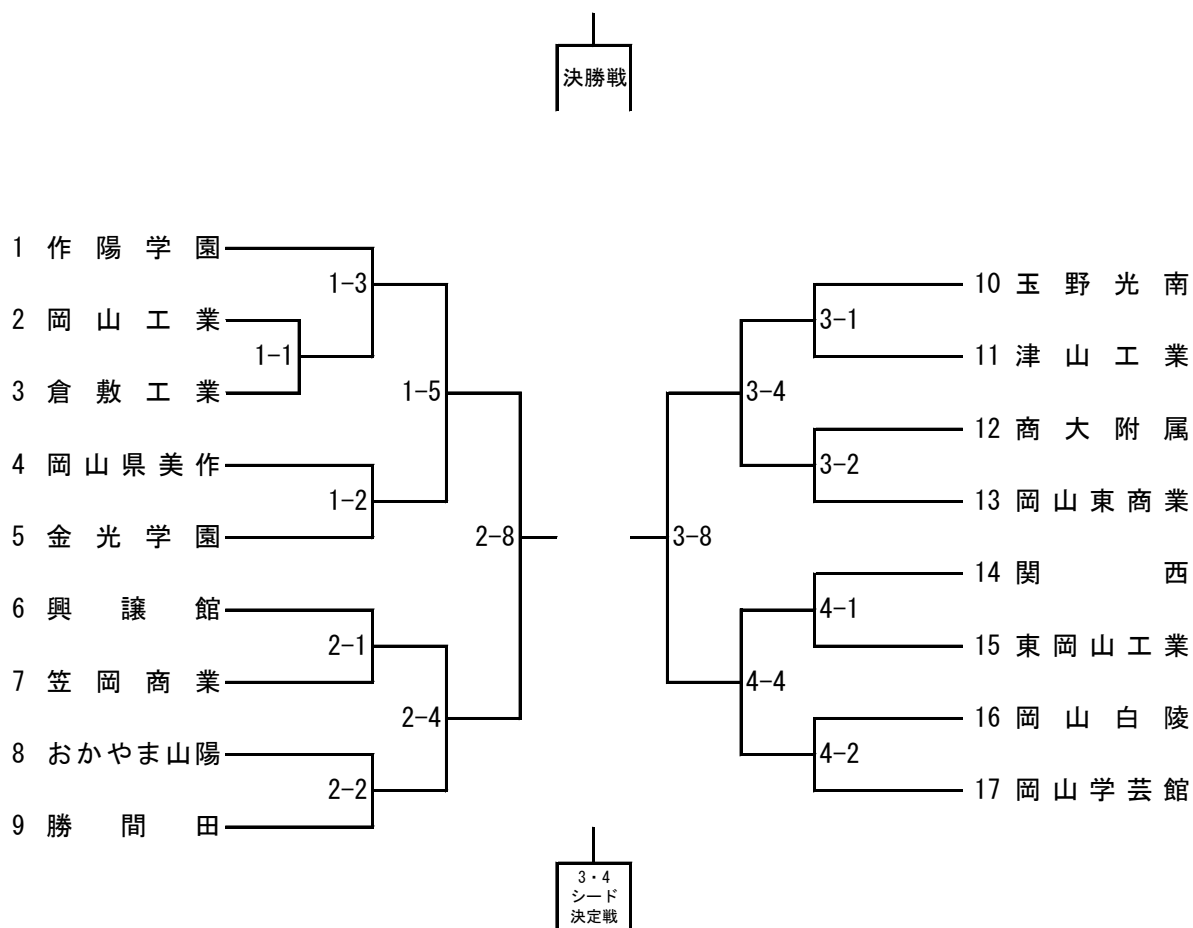 決勝戦
1 作陽学園
1-3
2 岡山工業
1-1
3 倉敷工業
1-5
4 岡山県美作
1-2
5 金光学園
2-8
6 興譲館
2-1
7 笠岡商業
2-4
8 おかやま山陽
2-2
9 勝間田
10 玉野光南
3-1
11 津山工業
3-4
12 商大附属
3-2
13 岡山東商業
3-8
14 関西
4-1
15 東岡山工業
4-4
16 岡山白陵
4-2
17 岡山学芸館
3・4
シード
決定戦